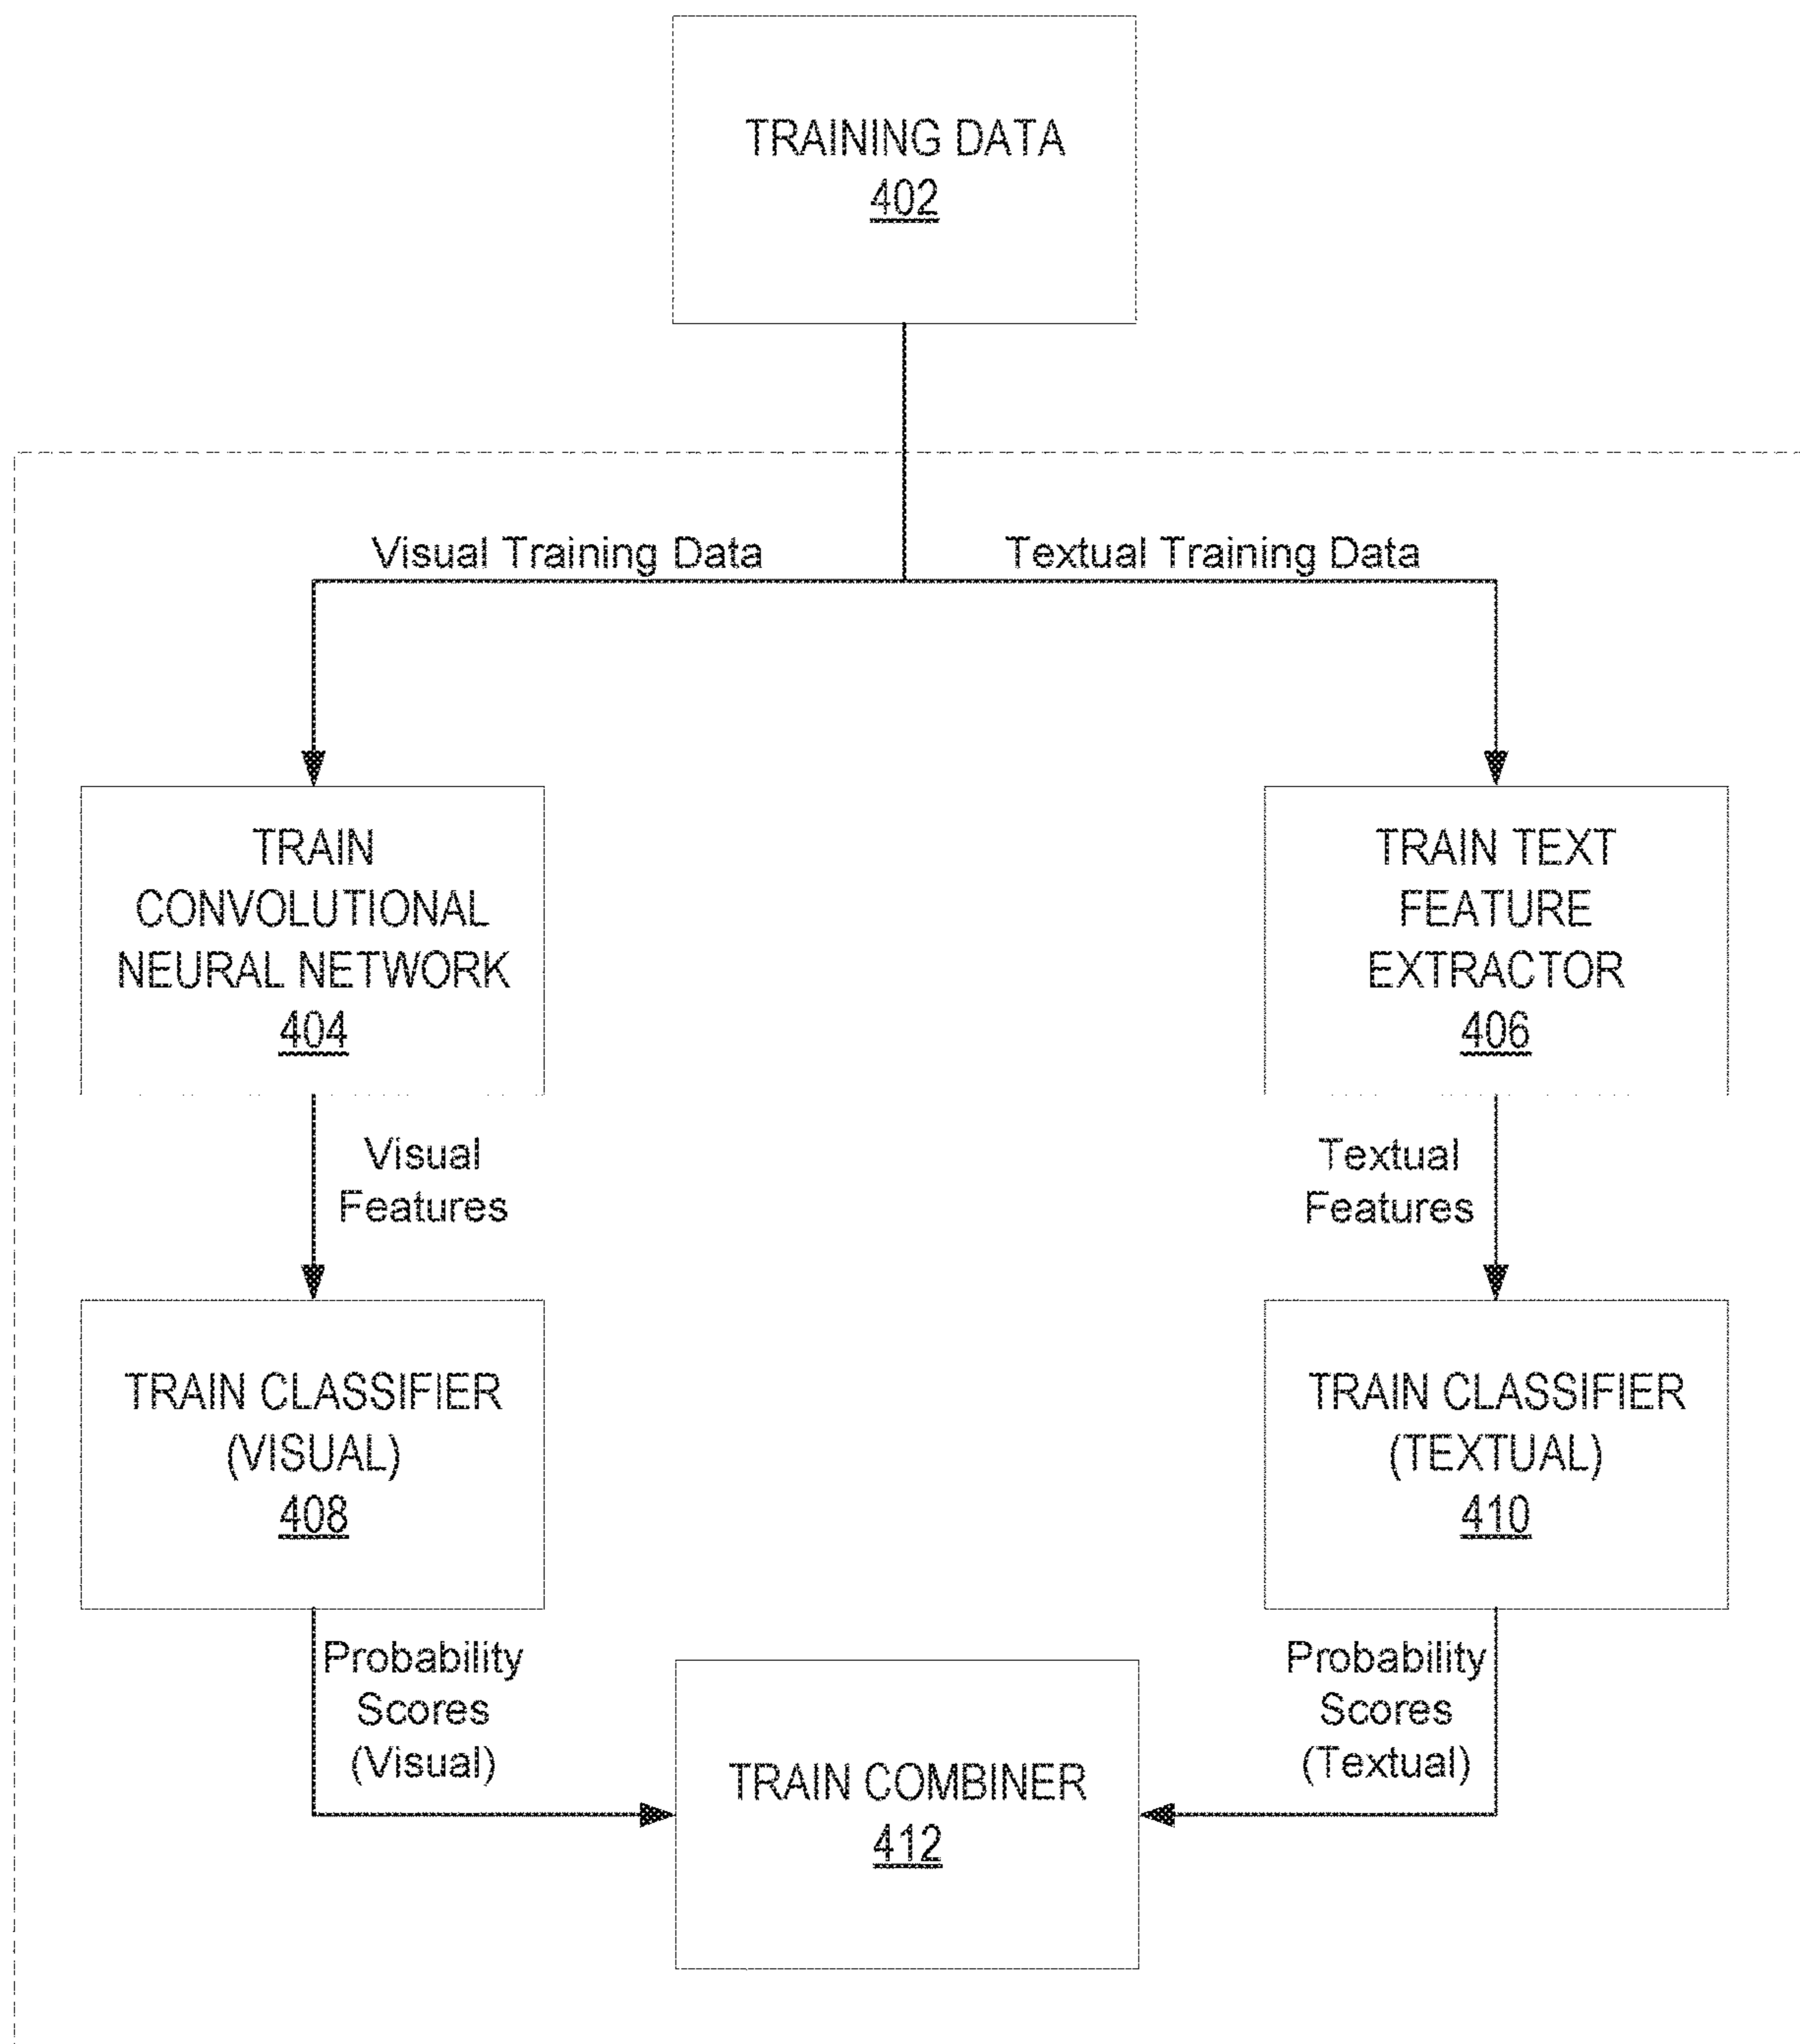 TRAINING DATA
402
Visual Training Data
Textual Training Data
TRAIN
CONVOLUTIONAL
NEURAL NETWORK
404
TRAIN TEXT
FEATURE
EXTRACTOR
406
Visual
Features
Textual
Features
TRAIN CLASSIFIER
(VISUAL)
408
TRAIN CLASSIFIER
(TEXTUAL)
410
Probability
Scores
(Visual)
Probability
Scores
(Textual)
TRAIN COMBINER
412